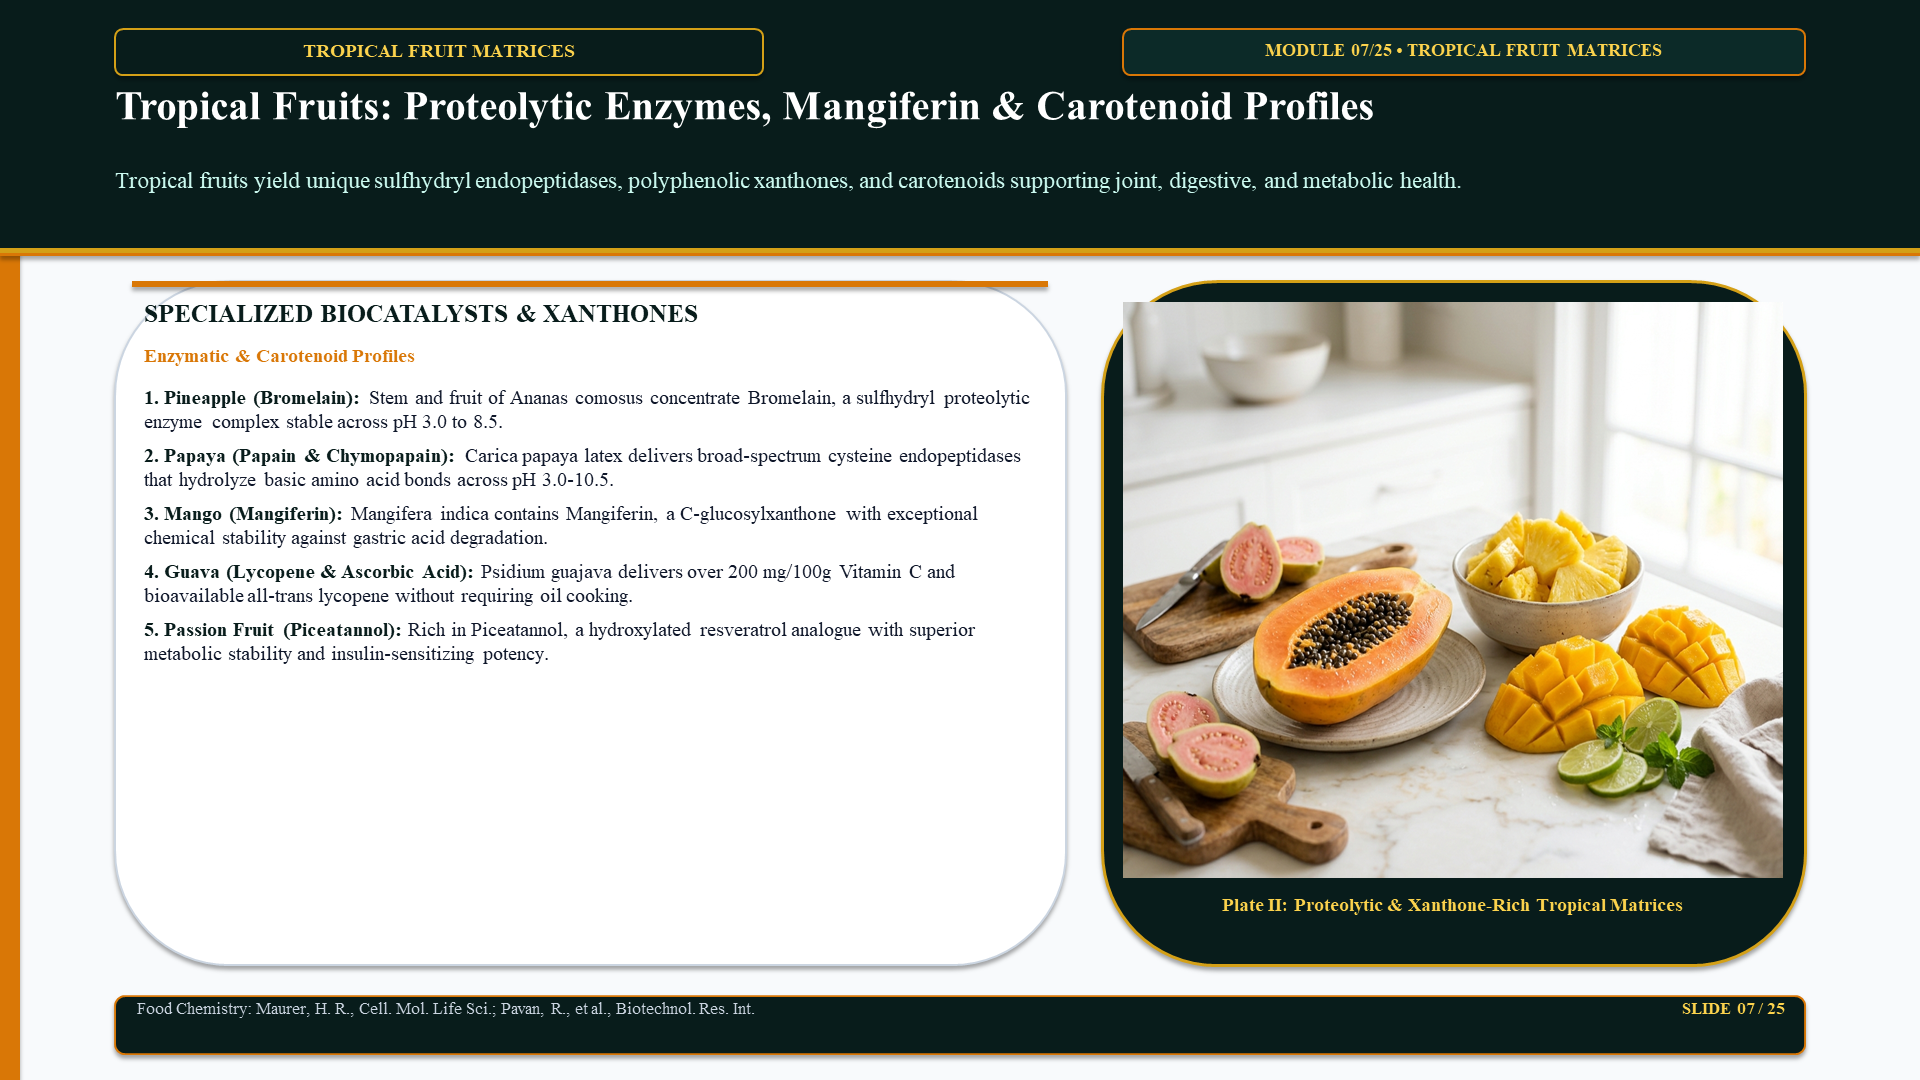 TROPICAL FRUIT MATRICES
MODULE 07/25 • TROPICAL FRUIT MATRICES
Tropical Fruits: Proteolytic Enzymes, Mangiferin & Carotenoid Profiles
Tropical fruits yield unique sulfhydryl endopeptidases, polyphenolic xanthones, and carotenoids supporting joint, digestive, and metabolic health.
SPECIALIZED BIOCATALYSTS & XANTHONES
Enzymatic & Carotenoid Profiles
1. Pineapple (Bromelain): Stem and fruit of Ananas comosus concentrate Bromelain, a sulfhydryl proteolytic
enzyme complex stable across pH 3.0 to 8.5.
2. Papaya (Papain & Chymopapain): Carica papaya latex delivers broad-spectrum cysteine endopeptidases
that hydrolyze basic amino acid bonds across pH 3.0-10.5.
3. Mango (Mangiferin): Mangifera indica contains Mangiferin, a C-glucosylxanthone with exceptional
chemical stability against gastric acid degradation.
4. Guava (Lycopene & Ascorbic Acid): Psidium guajava delivers over 200 mg/100g Vitamin C and
bioavailable all-trans lycopene without requiring oil cooking.
5. Passion Fruit (Piceatannol): Rich in Piceatannol, a hydroxylated resveratrol analogue with superior
metabolic stability and insulin-sensitizing potency.
Plate II: Proteolytic & Xanthone-Rich Tropical Matrices
Food Chemistry: Maurer, H. R., Cell. Mol. Life Sci.; Pavan, R., et al., Biotechnol. Res. Int.
SLIDE 07 / 25